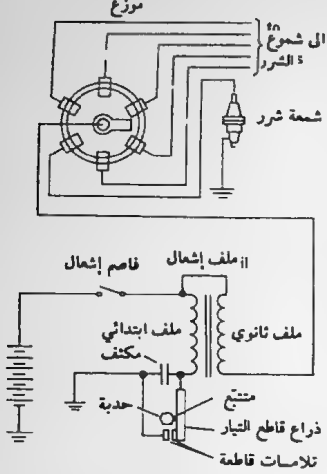 موزع
الى شموع
الشرر
شمعة شرر
ملف إشعال
فاصم إشعال
ملف ابتدائي
ملف ثانوي
مكثف
متتبع
حدبة
ذراع قاطع التيار
تلامسات قاطعة